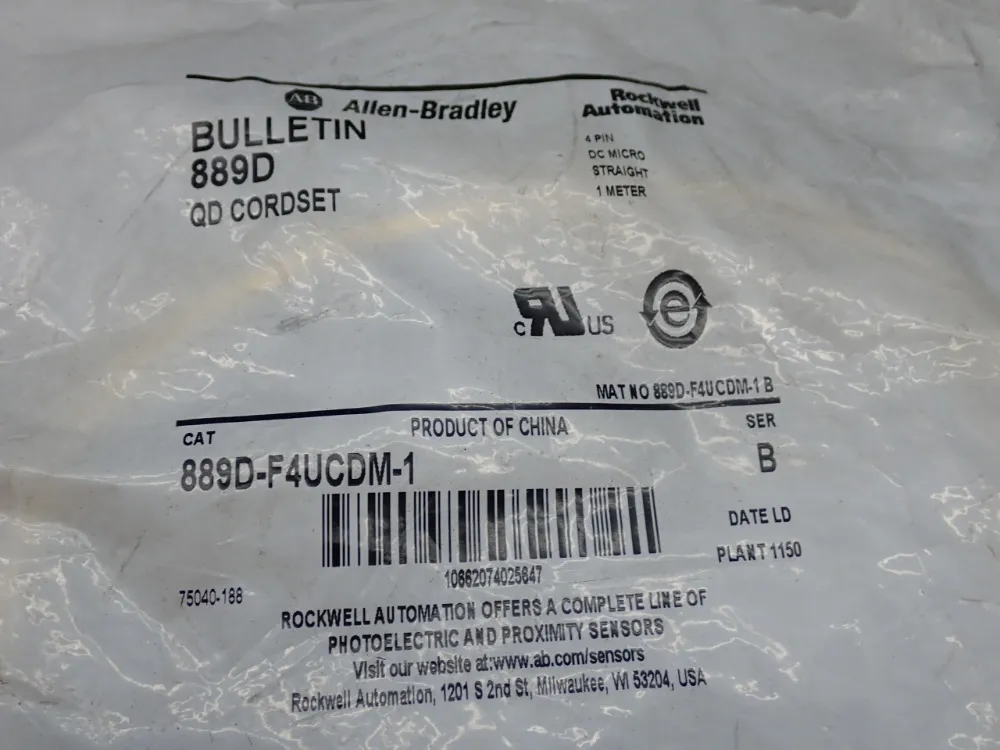 AB Allen-Bradley
Rockwell
Automation
BULLETIN
889D
QD CORDSET
4 PIN
DC MICRO
STRAIGHT
1 METER
c RU US
e
MAT NO 889D-F4UCDM-1 B
CAT
PRODUCT OF CHINA
SER
889D-F4UCDM-1
B
DATE LD
PLANT 1150
10662074025647
75040-188
ROCKWELL AUTOMATION OFFERS A COMPLETE LINE OF
PHOTOELECTRIC AND PROXIMITY SENSORS
Visit our website at:www.ab.com/sensors
Rockwell Automation, 1201 S 2nd St, Milwaukee, WI 53204, USA